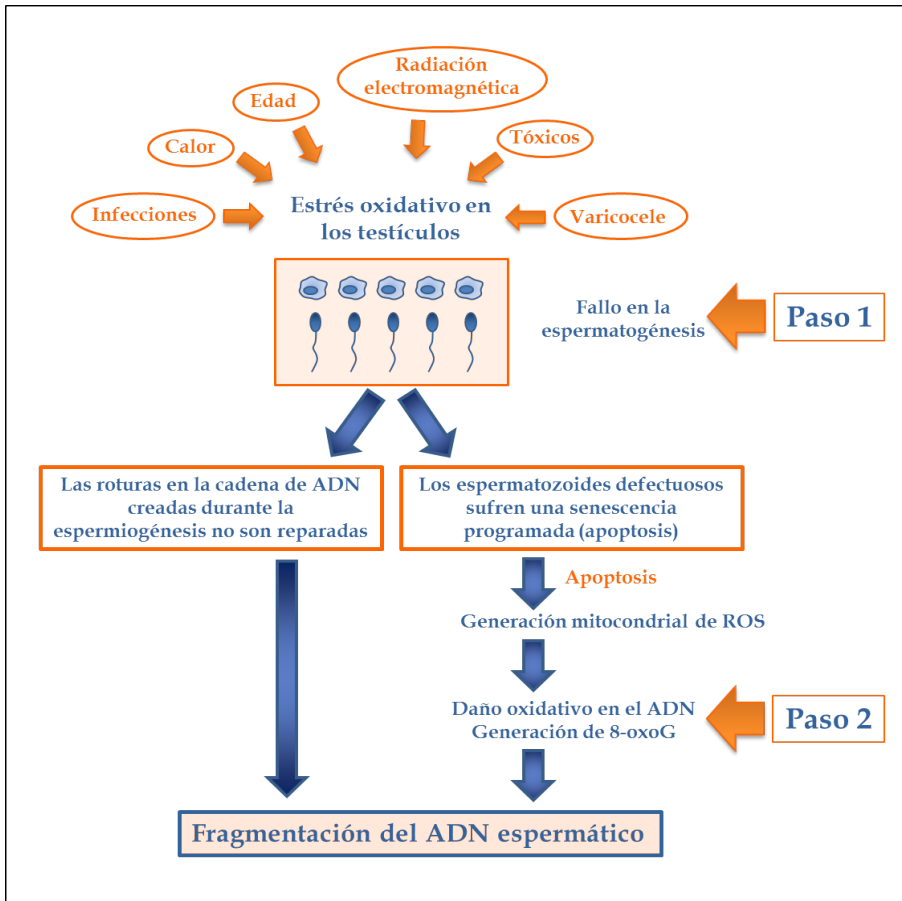 Radiación
electromagnética
Edad
Tóxicos
Calor
Infecciones
Varicocele
Estrés oxidativo en
los testículos
Fallo en la
espermatogénesis
Paso 1
Las roturas en la cadena de ADN
creadas durante la
espermiogénesis no son reparadas
Los espermatozoides defectuosos
sufren una senescencia
programada (apoptosis)
Apoptosis
Generación mitocondrial de ROS
Daño oxidativo en el ADN
Generación de 8-oxoG
Paso 2
Fragmentación del ADN espermático